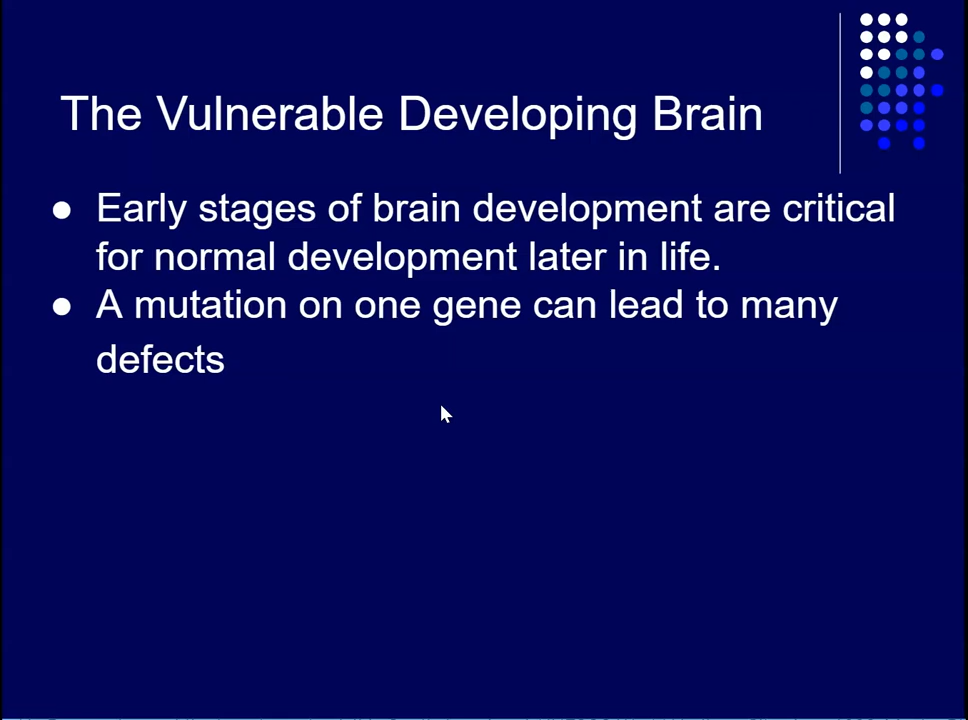 The Vulnerable Developing Brain
● Early stages of brain development are critical
for normal development later in life.
● A mutation on one gene can lead to many
defects